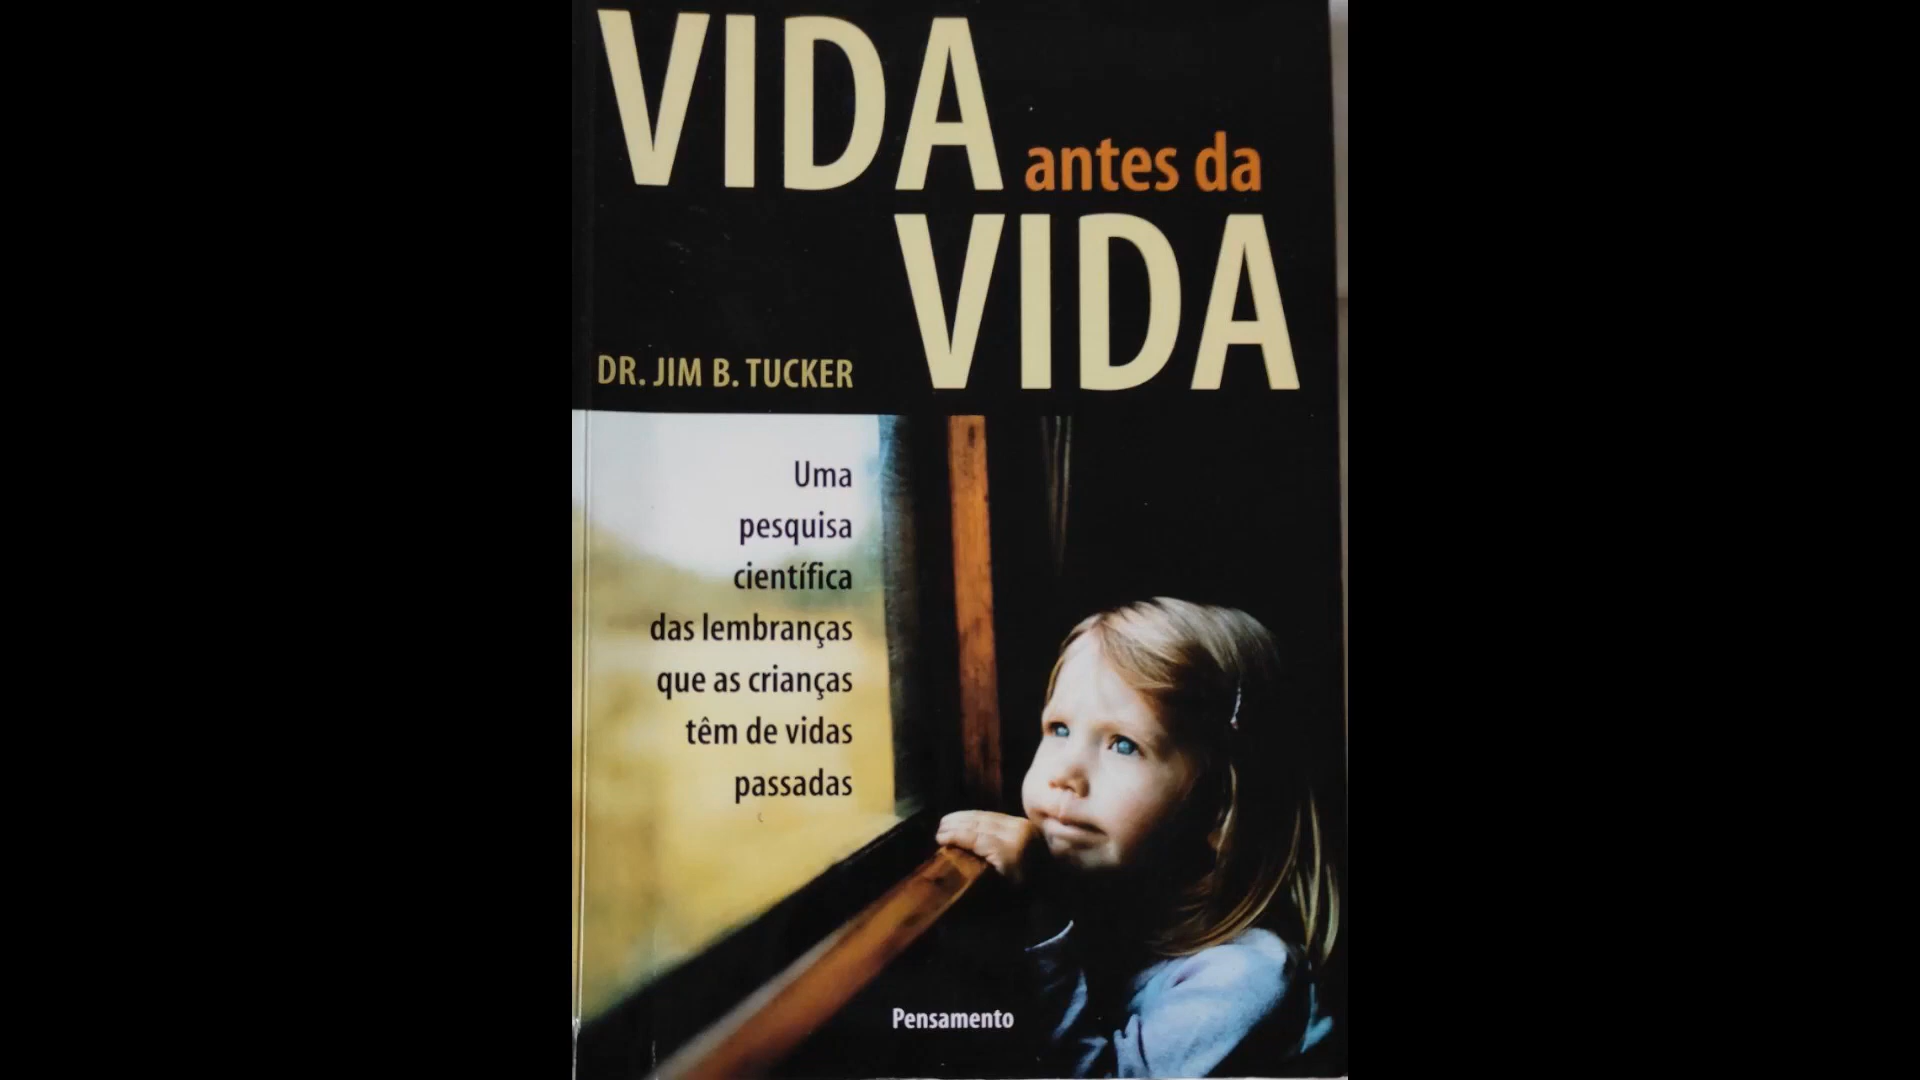 VIDA
antes da
VIDA
DR. JIM B. TUCKER
Uma
pesquisa
científica
das lembranças
que as crianças
têm de vidas
passadas
Pensamento